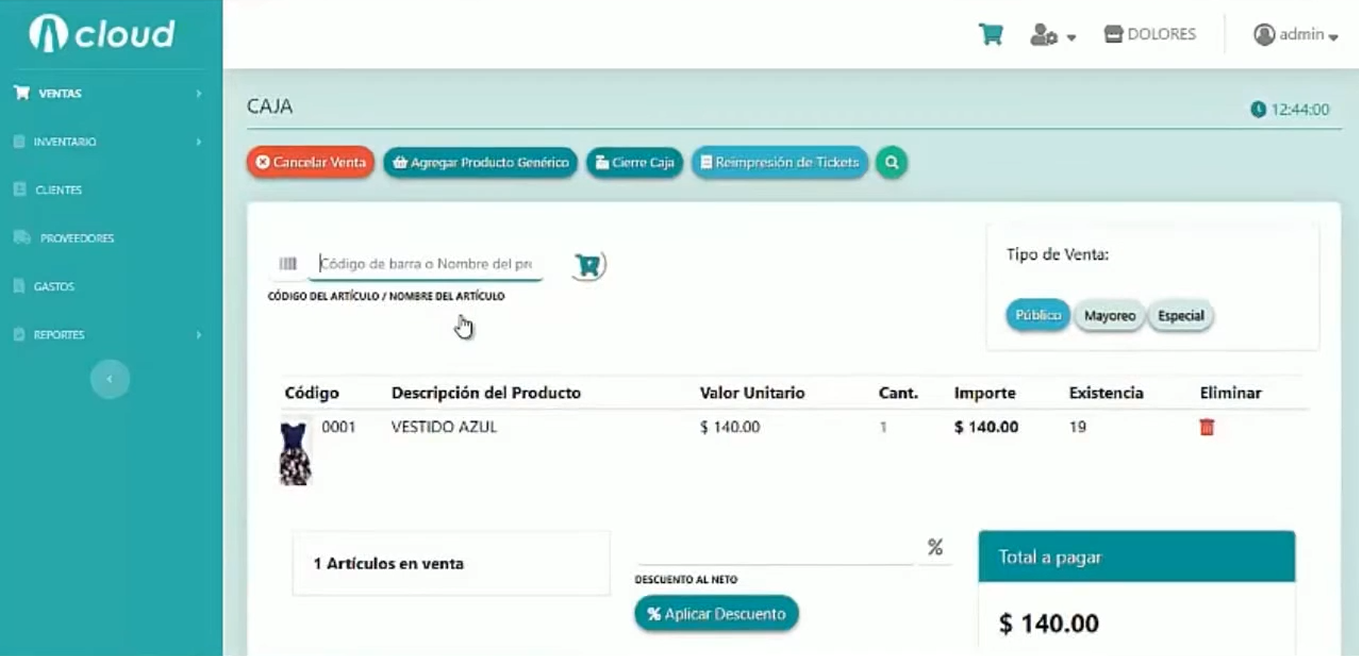 cloud
DOLORES
admin
VENTAS
INVENTARIO
CLIENTES
PROVEEDORES
GASTOS
REPORTES
CAJA
12:44:00
Cancelar Venta
Agregar Producto Genérico
Cierre Caja
Reimpresión de Tickets
Código de barra o Nombre del pr
CÓDIGO DEL ARTÍCULO / NOMBRE DEL ARTÍCULO
Tipo de Venta:
Público Mayoreo Especial
Código Descripción del Producto Valor Unitario Cant. Importe Existencia Eliminar
0001 VESTIDO AZUL $ 140.00 1 $ 140.00 19
1 Artículos en venta
%
DESCUENTO AL NETO
% Aplicar Descuento
Total a pagar
$ 140.00